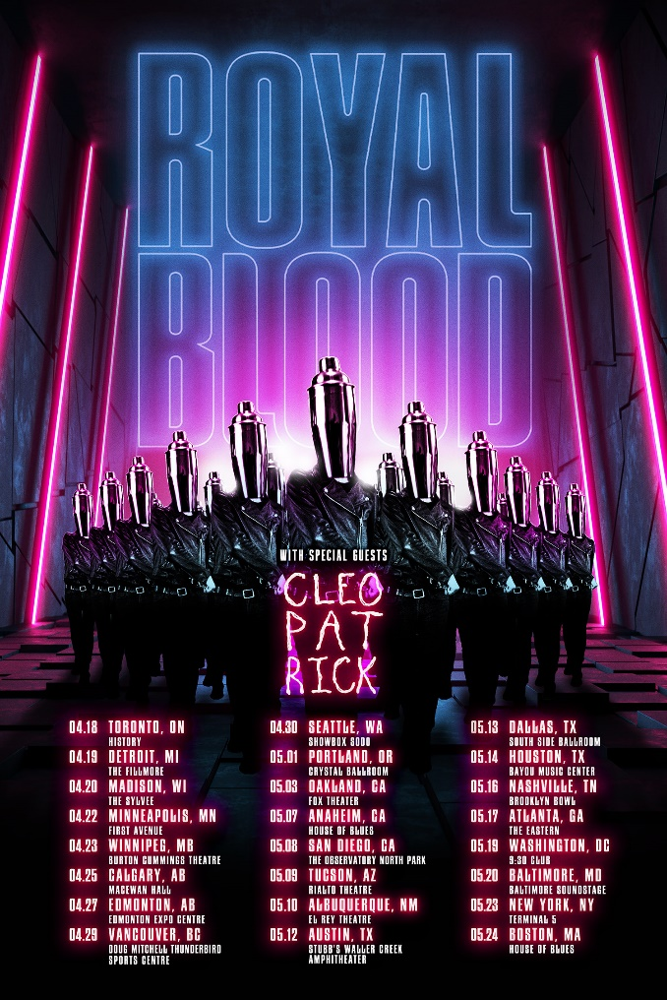 ROYAL
BLOOD
WITH SPECIAL GUESTS
CLEO
PAT
RICK
04.18 TORONTO, ON
HISTORY
04.19 DETROIT, MI
THE FILLMORE
04.20 MADISON, WI
THE SYLVEE
04.22 MINNEAPOLIS, MN
FIRST AVENUE
04.23 WINNIPEG, MB
BURTON CUMMINGS THEATRE
04.25 CALGARY, AB
MACEWAN HALL
04.27 EDMONTON, AB
EDMONTON EXPO CENTRE
04.29 VANCOUVER, BC
DOUG MITCHELL THUNDERBIRD
SPORTS CENTRE
04.30 SEATTLE, WA
SHOWBOX SODO
05.01 PORTLAND, OR
CRYSTAL BALLROOM
05.03 OAKLAND, CA
FOX THEATER
05.07 ANAHEIM, CA
HOUSE OF BLUES
05.08 SAN DIEGO, CA
THE OBSERVATORY NORTH PARK
05.09 TUCSON, AZ
RIALTO THEATRE
05.10 ALBUQUERQUE, NM
EL REY THEATRE
05.12 AUSTIN, TX
STUBB'S WALLER CREEK
AMPHITHEATER
05.13 DALLAS, TX
SOUTH SIDE BALLROOM
05.14 HOUSTON, TX
BAYOU MUSIC CENTER
05.16 NASHVILLE, TN
BROOKLYN BOWL
05.17 ATLANTA, GA
THE EASTERN
05.19 WASHINGTON, DC
9:30 CLUB
05.20 BALTIMORE, MD
BALTIMORE SOUNDSTAGE
05.23 NEW YORK, NY
TERMINAL 5
05.24 BOSTON, MA
HOUSE OF BLUES